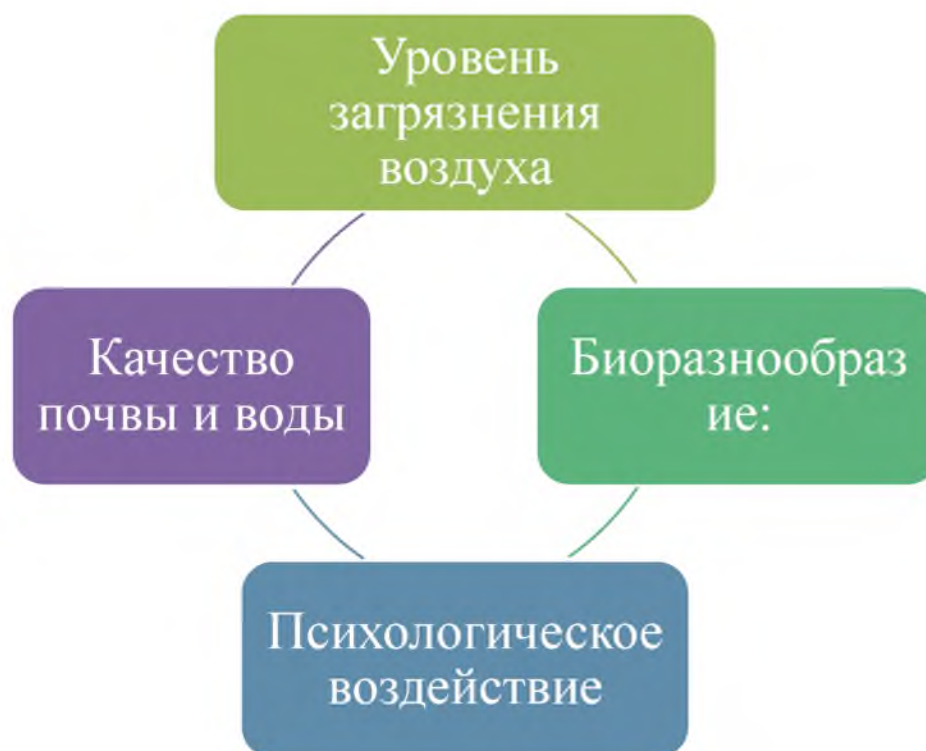 Уровень
загрязнения
воздуха
Качество
почвы и воды
Биоразнообраз
ие:
Психологическое
воздействие